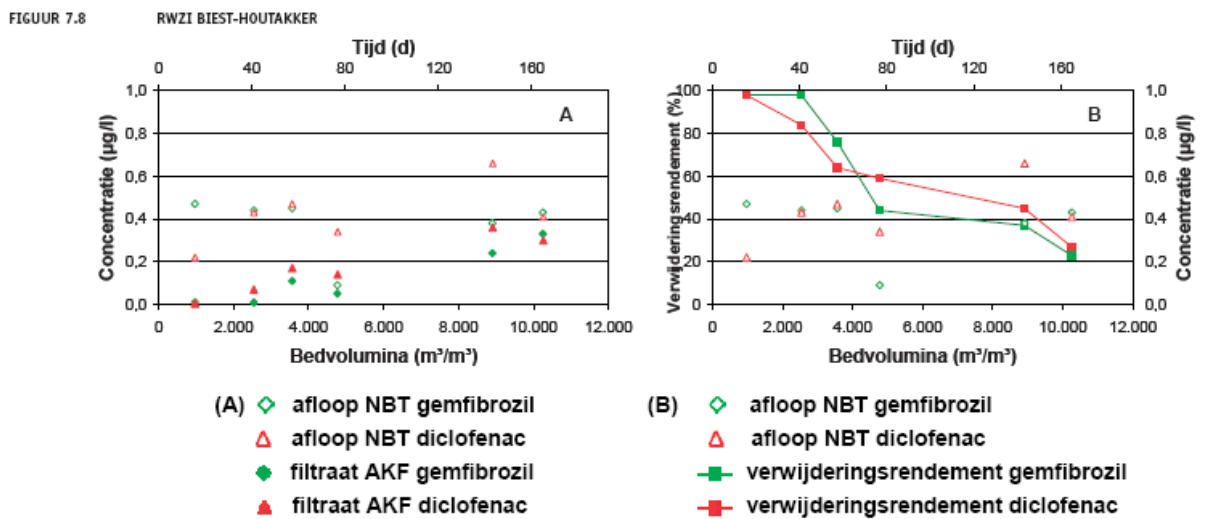 FIGUUR 7.8 RWZI BIEST-HOUTAKKER
Tijd (d)
0 40 80 120 160
1,0
0,8
0,6
0,4
0,2
0,0
Concentratie (µg/l)
A
0 2.000 4.000 6.000 8.000 10.000 12.000
Bedvolumina (m³/m³)
Tijd (d)
0 40 80 120 160
100
80
60
40
20
0
Verwijderingsrendement (%)
B
1,0
0,8
0,6
0,4
0,2
0,0
Concentratie (µg/l)
0 2.000 4.000 6.000 8.000 10.000 12.000
Bedvolumina (m³/m³)
(A) afloop NBT gemfibrozil
afloop NBT diclofenac
filtraat AKF gemfibrozil
filtraat AKF diclofenac
(B) afloop NBT gemfibrozil
afloop NBT diclofenac
verwijderingsrendement gemfibrozil
verwijderingsrendement diclofenac